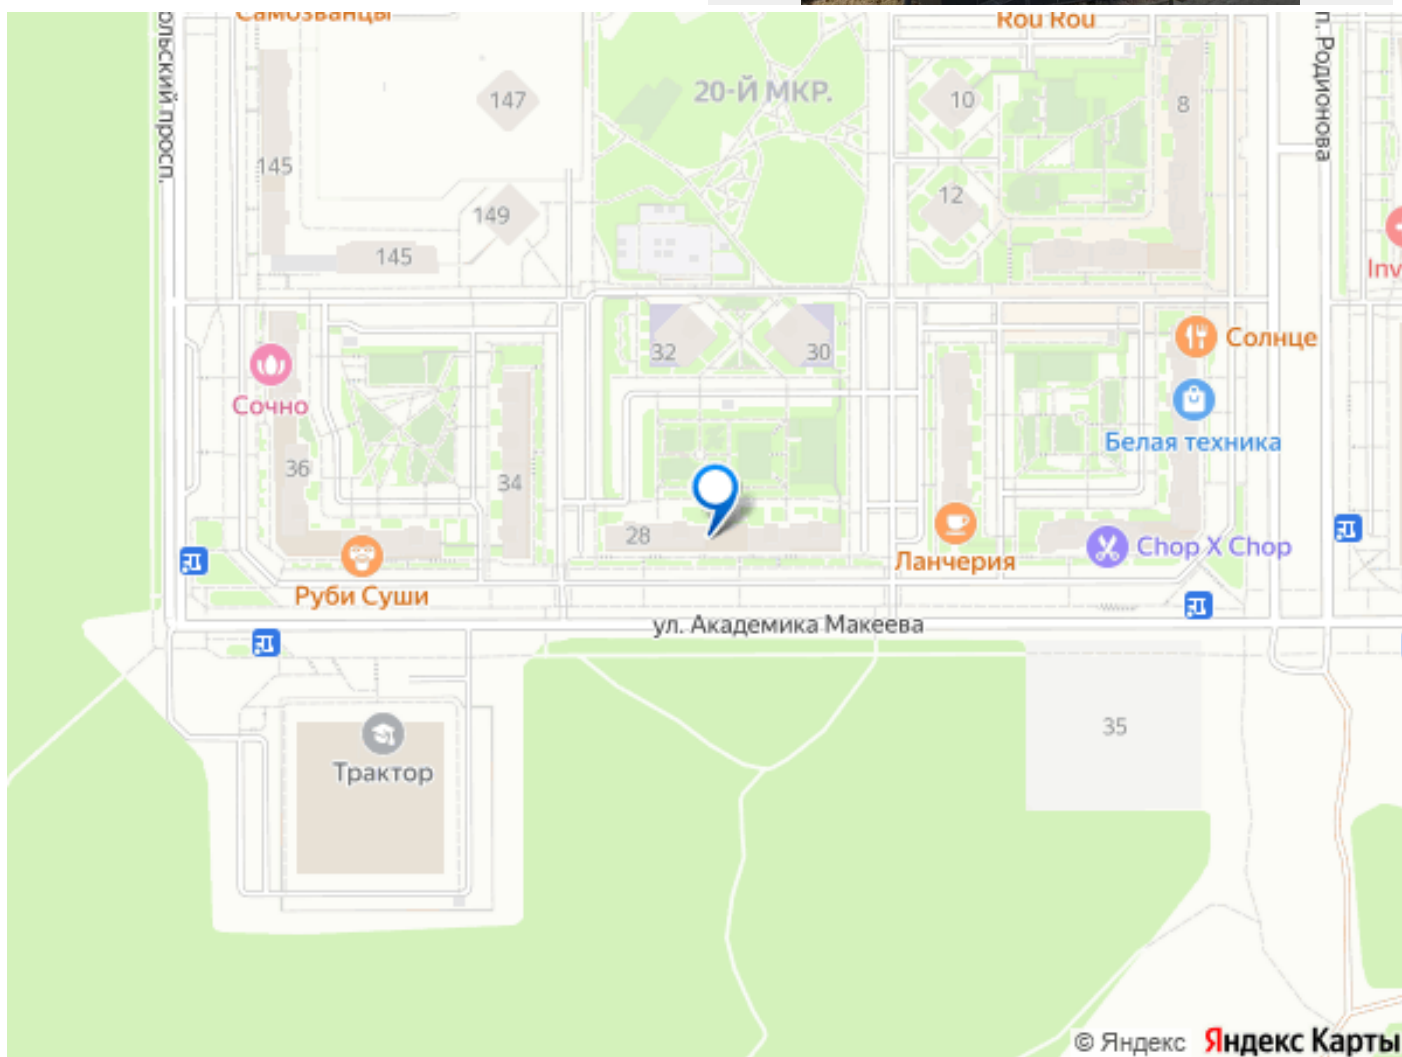 Самозванцы
Rou Rou
ольский просп.
п. Родионова
20-Й МКР.
147
10
8
145
12
149
145
Inv
32
30
Солнце
Сочно
Белая техника
36
34
28
Chop X Chop
Ланчерия
Руби Суши
ул. Академика Макеева
35
Трактор
© Яндекс Яндекс Карты